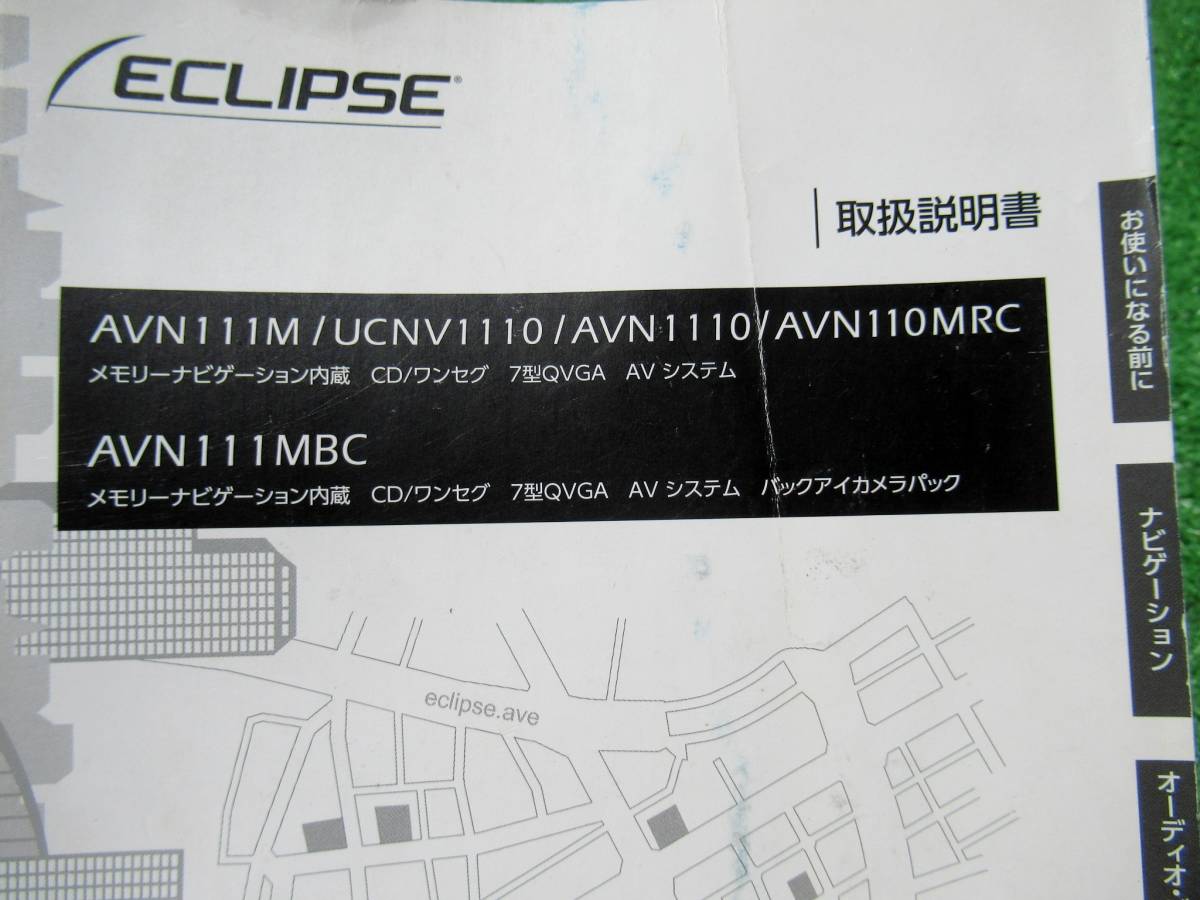 ECLIPSE®
取扱説明書
AVN111M / UCNV1110 / AVN1110 / AVN110MRC
メモリーナビゲーション内蔵 CD/ワンセグ 7型QVGA AV システム
AVN111MBC
メモリーナビゲーション内蔵 CD/ワンセグ 7型QVGA AV システム バックアイカメラパック
eclipse.ave
お使いになる前に
ナビゲーション
オーディオ・